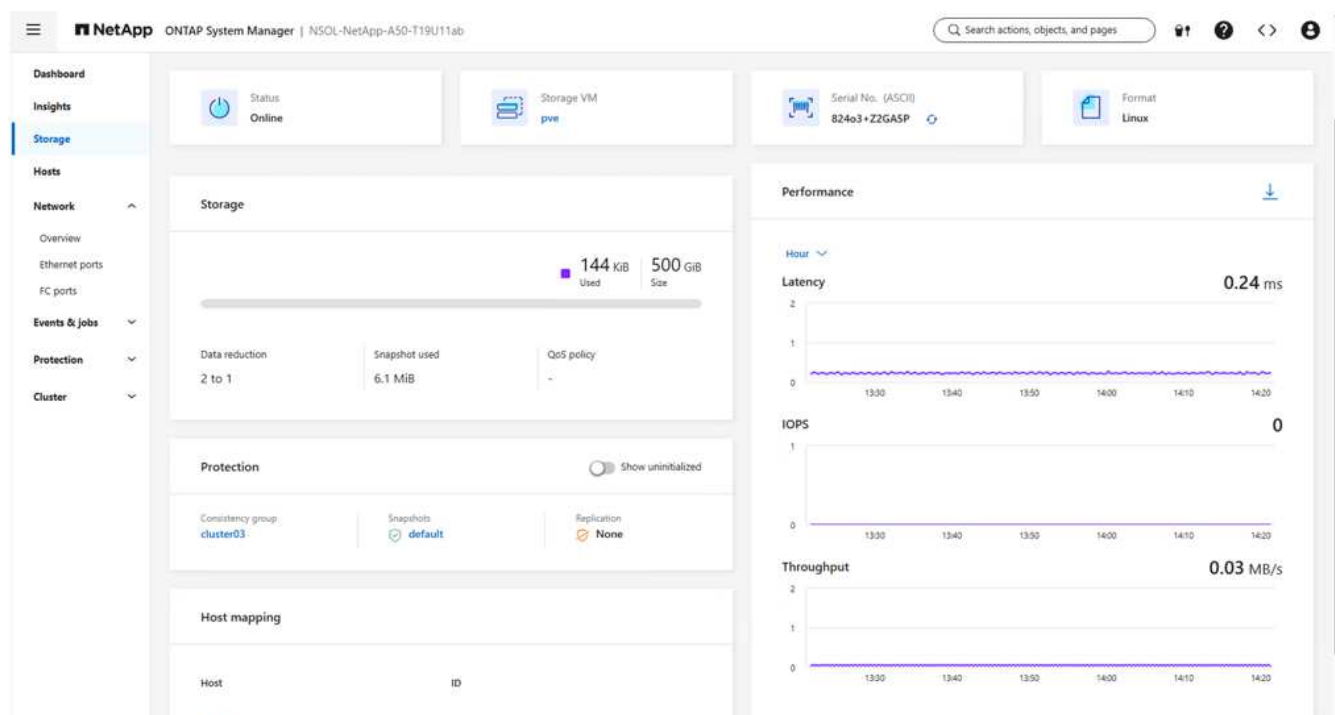 NetApp ONTAP System Manager | NSOL-NetApp-A50-T19U11ab
Search actions, objects, and pages
Dashboard
Insights
Storage
Hosts
Network
Overview
Ethernet ports
FC ports
Events & jobs
Protection
Cluster
Status
Online
Storage VM
pve
Serial No. (ASCII)
824o3+Z2GA5P
Format
Linux
Storage
144 KiB
Used
500 GiB
Size
Data reduction
2 to 1
Snapshot used
6.1 MiB
QoS policy
-
Protection
Show uninitialized
Consistency group
cluster03
Snapshots
default
Replication
None
Host mapping
Host ID
Performance
Hour
Latency 0.24 ms
2
1
0
13:30 13:40 13:50 14:00 14:10 14:20
IOPS 0
1
0
13:30 13:40 13:50 14:00 14:10 14:20
Throughput 0.03 MB/s
2
1
0
13:30 13:40 13:50 14:00 14:10 14:20